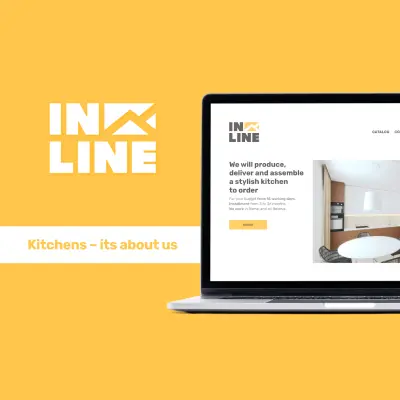 IN
LINE
Kitchens – its about us
IN
LINE
CATALOG
We will produce,
deliver and assemble
a stylish kitchen
to order